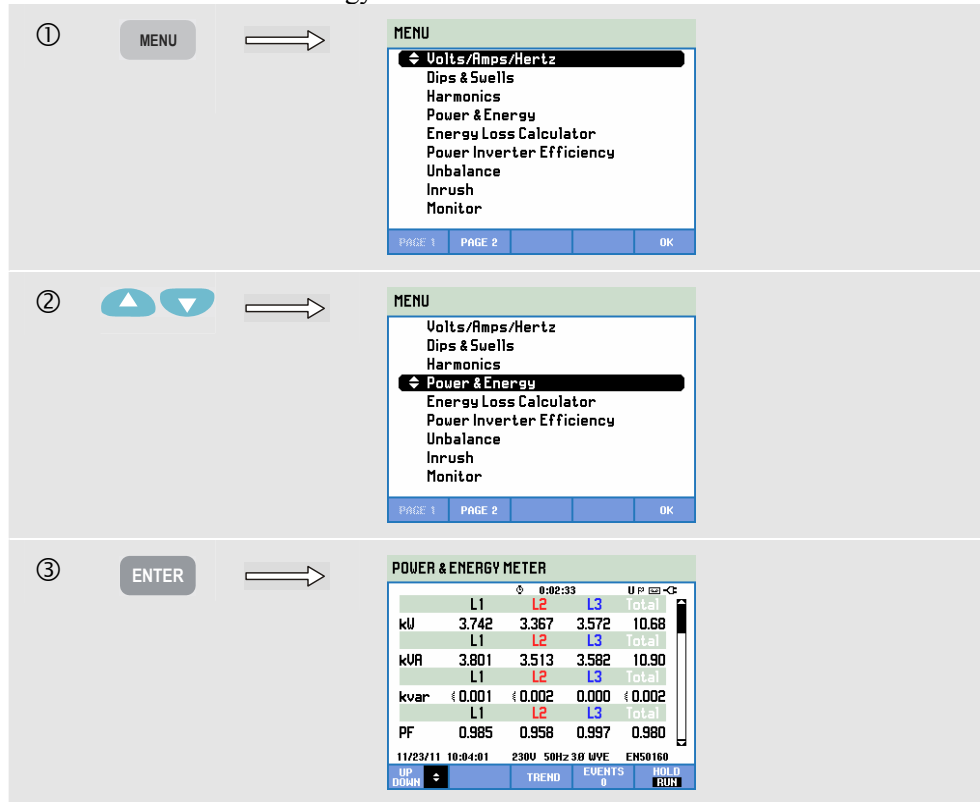 ①
MENU
MENU
Volts/Amps/Hertz
Dips & Swells
Harmonics
Power & Energy
Energy Loss Calculator
Power Inverter Efficiency
Unbalance
Inrush
Monitor
PAGE 1 PAGE 2 OK
②
MENU
Volts/Amps/Hertz
Dips & Swells
Harmonics
Power & Energy
Energy Loss Calculator
Power Inverter Efficiency
Unbalance
Inrush
Monitor
PAGE 1 PAGE 2 OK
③
ENTER
POWER & ENERGY METER
0:02:33 U
L1 L2 L3 Total
kW 3.742 3.367 3.572 10.68
L1 L2 L3 Total
kVA 3.801 3.513 3.582 10.90
L1 L2 L3 Total
kvar 0.001 0.002 0.000 0.002
L1 L2 L3 Total
PF 0.985 0.958 0.997 0.980
11/23/11 10:04:01 230V 50Hz 3Ø WYE EN50160
UP DOWN TREND EVENTS 0 HOLD RUN